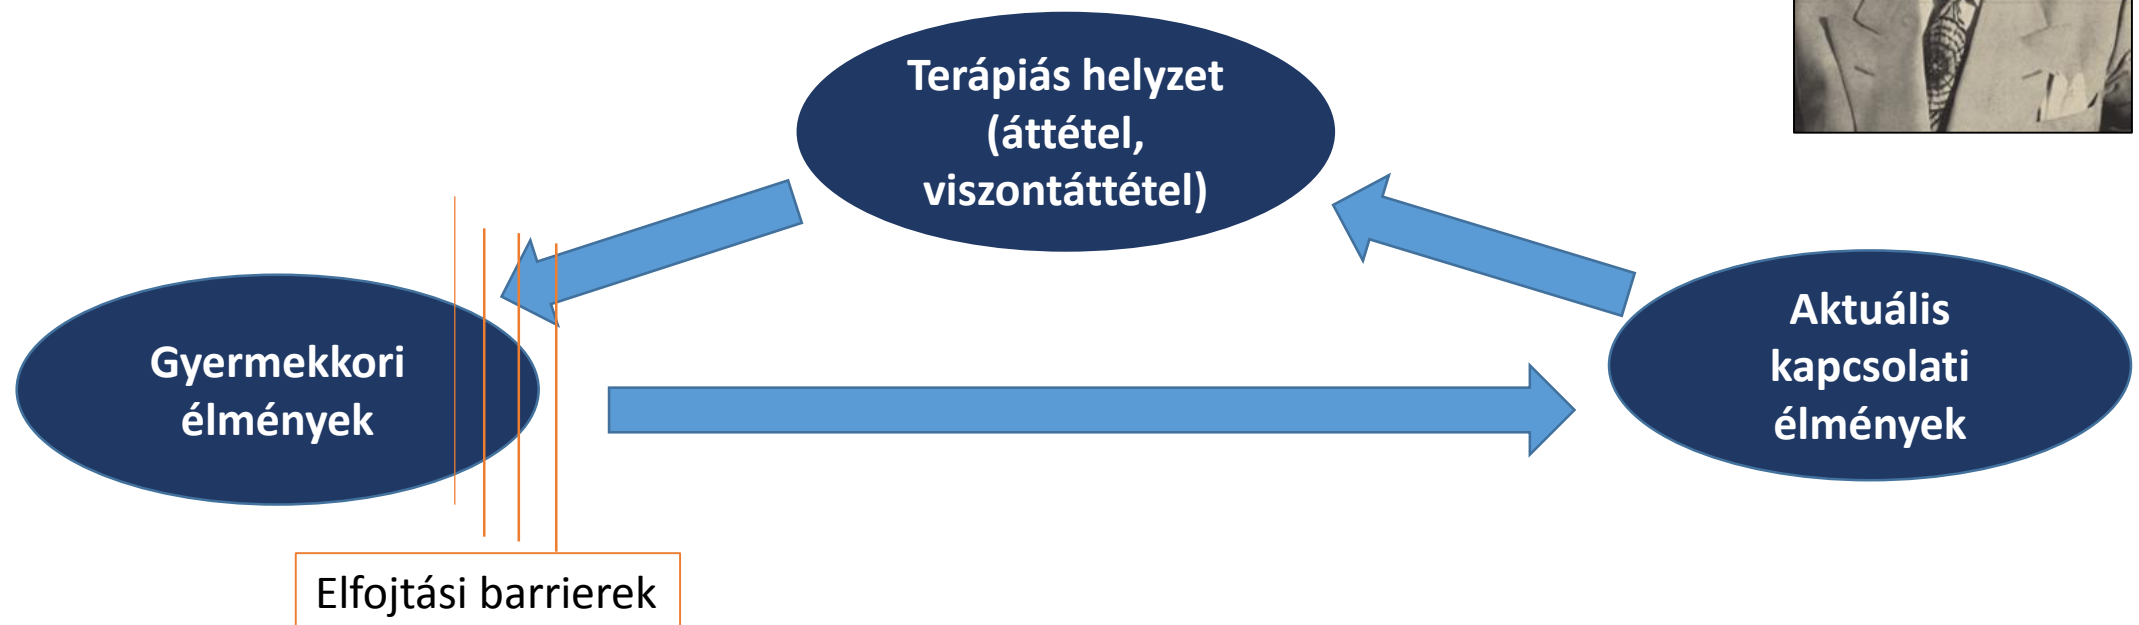 Terápiás helyzet
(áttétel,
viszontáttétel)
Gyermekkori
élmények
Aktuális
kapcsolati
élmények
Elfojtási barrierek